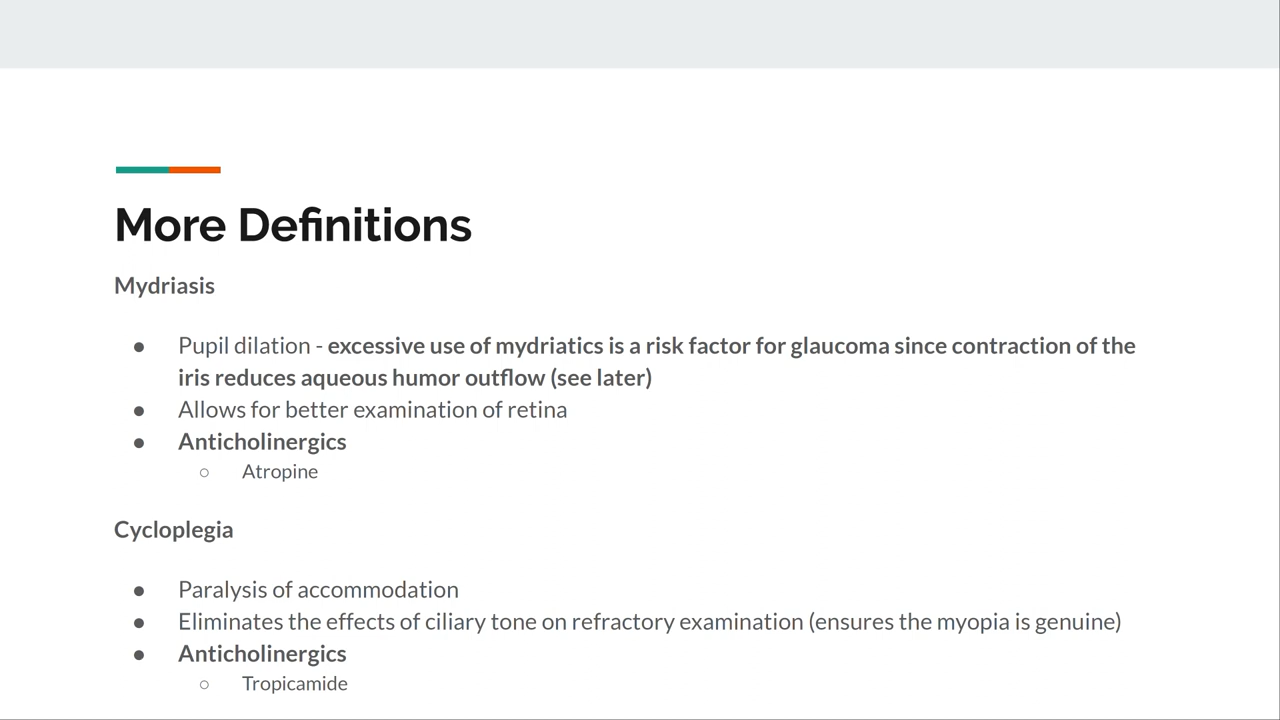 More Definitions
Mydriasis
● Pupil dilation - excessive use of mydriatics is a risk factor for glaucoma since contraction of the
iris reduces aqueous humor outflow (see later)
● Allows for better examination of retina
● Anticholinergics
○ Atropine
Cycloplegia
● Paralysis of accommodation
● Eliminates the effects of ciliary tone on refractory examination (ensures the myopia is genuine)
● Anticholinergics
○ Tropicamide